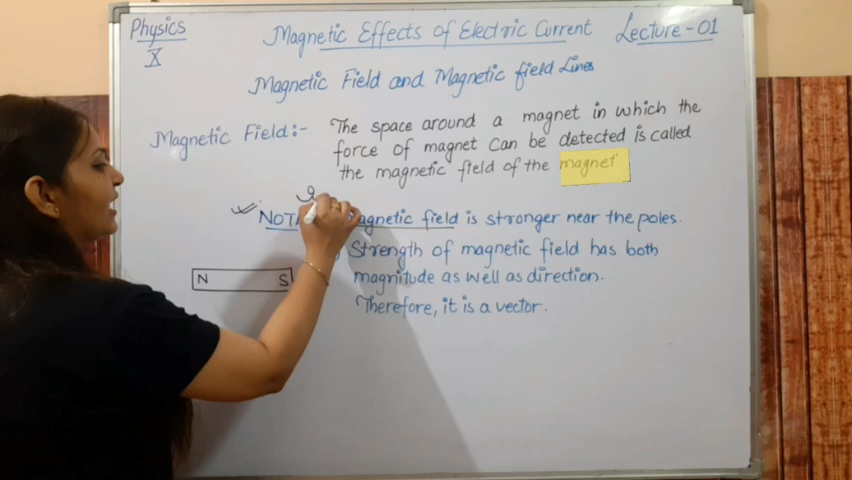 Physics
X
Magnetic Effects of Electric Current
Lecture - 01
Magnetic Field and Magnetic field Lines
Magnetic Field :- The space around a magnet in which the
force of magnet can be detected is called
the magnetic field of the magnet
agnetic field is stronger near the poles.
Strength of magnetic field has both
magnitude as well as direction.
Therefore, it is a vector.
N S